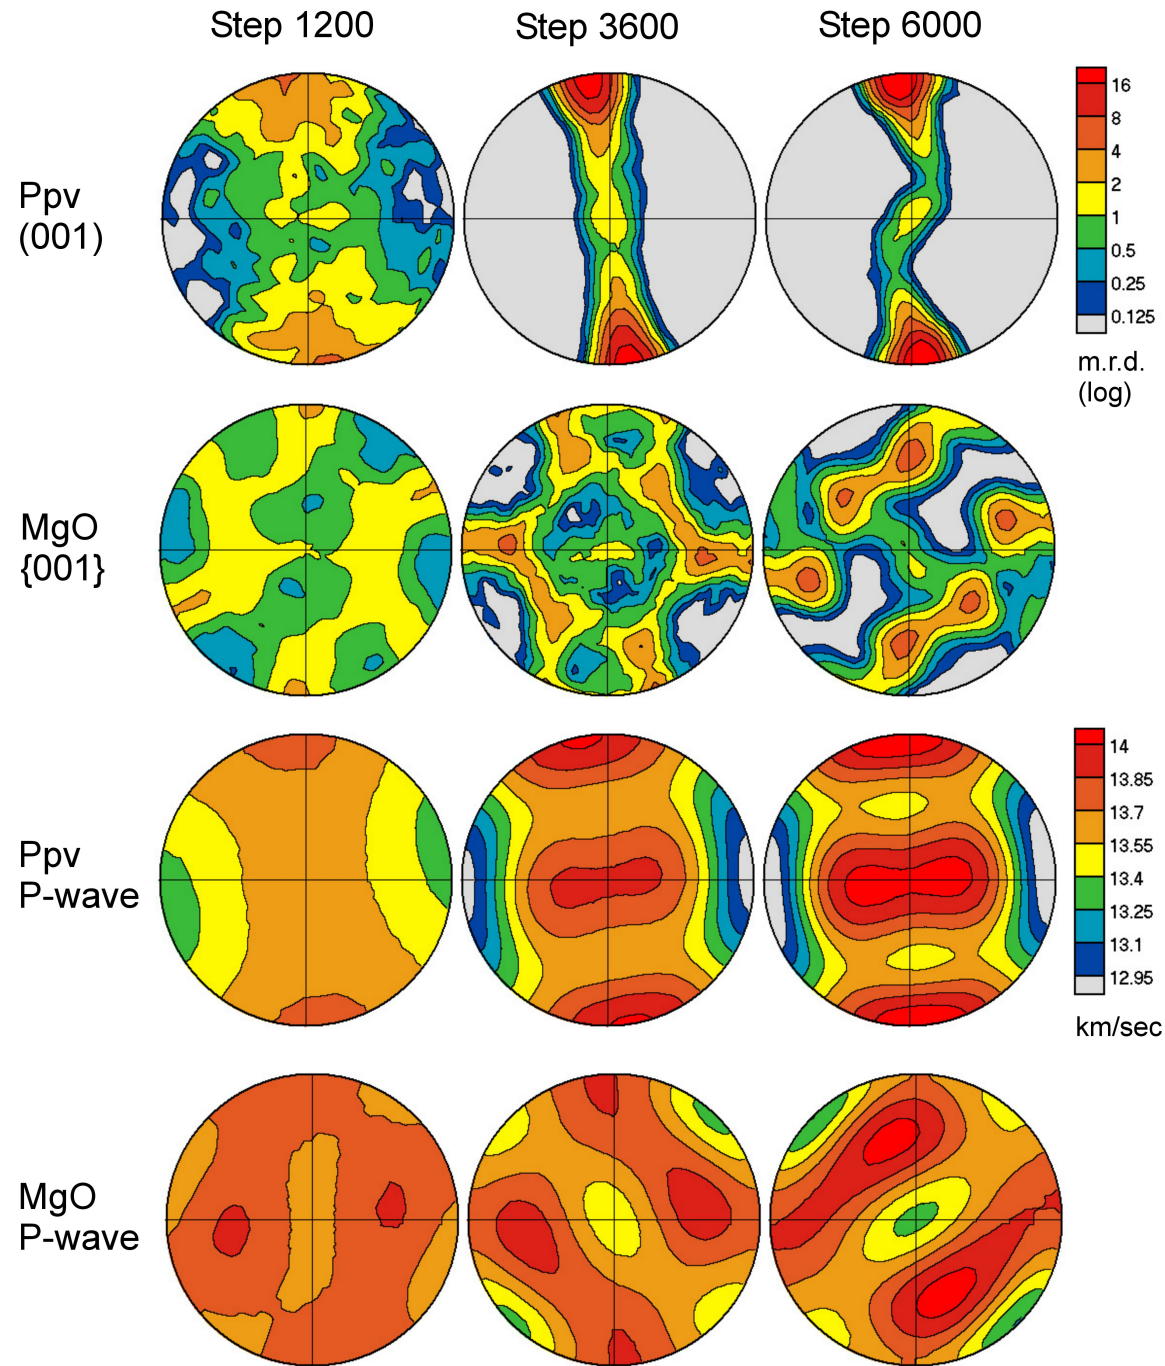 Step 1200
Step 3600
Step 6000
Ppv
(001)
16
8
4
2
1
0.5
0.25
0.125
m.r.d.
(log)
MgO
{001}
Ppv
P-wave
14
13.85
13.7
13.55
13.4
13.25
13.1
12.95
km/sec
MgO
P-wave